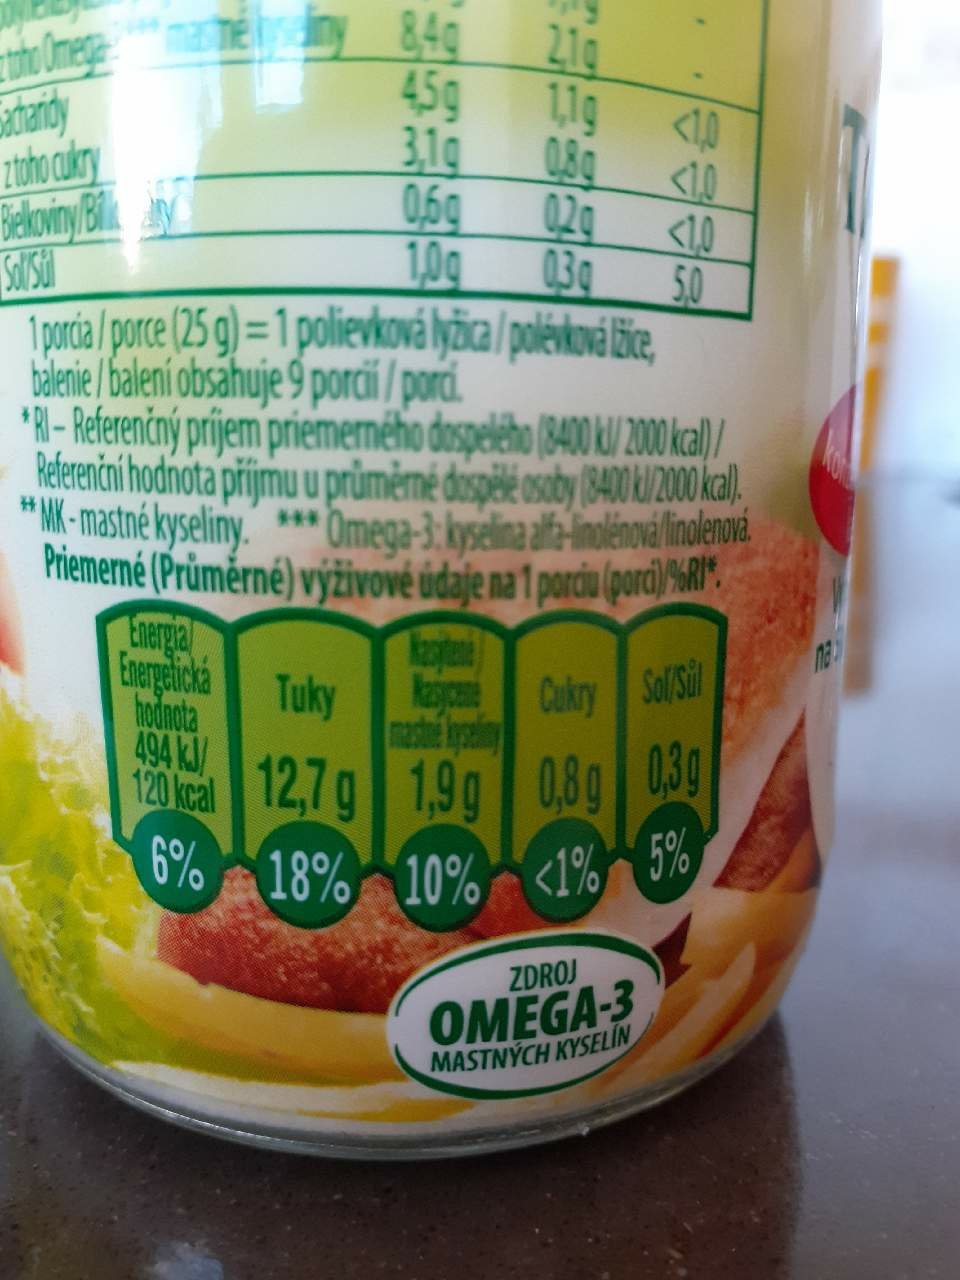 z toho Omega 8,4g 2,1g -
Sacharidy 4,5g 1,1g <1,0
z toho cukry 3,1g 0,8g <1,0
Bielkoviny 0,6g 0,2g <1,0
Soľ/Sůl 1,0g 0,3g 5,0
1 porcia / porce (25 g) = 1 polievková lyžica / polévková lžíce,
balenie / balení obsahuje 9 porcií / porcí.
* RI – Referenčný príjem priemerného dospelého (8400 kJ/ 2000 kcal) /
Referenční hodnota příjmu u průměrné dospělé osoby (8400 kJ/2000 kcal).
** MK - mastné kyseliny. *** Omega-3: kyselina alfa-linolénová/linolenová.
Priemerné (Průměrné) výživové údaje na 1 porciu (porci)/%RI*.
Energia/
Energetická
hodnota
494 kJ/
120 kcal
6%
Tuky
12,7 g
18%
Nasýtené/
Nasycené
mastné kyseliny
1,9 g
10%
Cukry
0,8 g
<1%
Soľ/Sůl
0,3 g
5%
ZDROJ
OMEGA-3
MASTNÝCH KYSELÍN
na